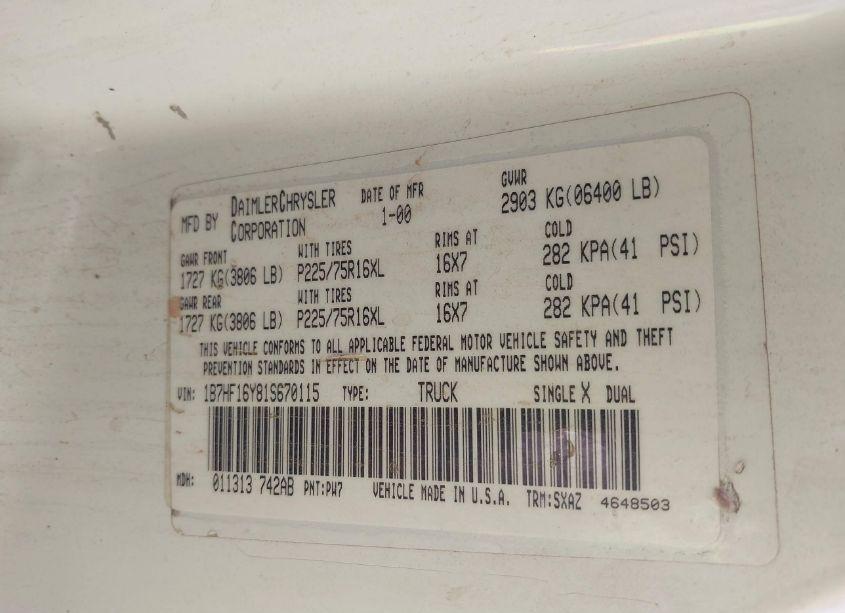 MFD BY DAIMLERCHRYSLER CORPORATION DATE OF MFR 1-00 GVWR 2903 KG(06400 LB)
GAWR FRONT WITH TIRES RIMS AT COLD
1727 KG(3806 LB) P225/75R16XL 16X7 282 KPA(41 PSI)
GAWR REAR WITH TIRES RIMS AT COLD
1727 KG(3806 LB) P225/75R16XL 16X7 282 KPA(41 PSI)
THIS VEHICLE CONFORMS TO ALL APPLICABLE FEDERAL MOTOR VEHICLE SAFETY AND THEFT
PREVENTION STANDARDS IN EFFECT ON THE DATE OF MANUFACTURE SHOWN ABOVE.
VIN: 1B7HF16Y81S670115 TYPE: TRUCK SINGLE X DUAL
MDH: 011313 742AB PNT:PW7 VEHICLE MADE IN U.S.A. TRM:SXAZ 4648503